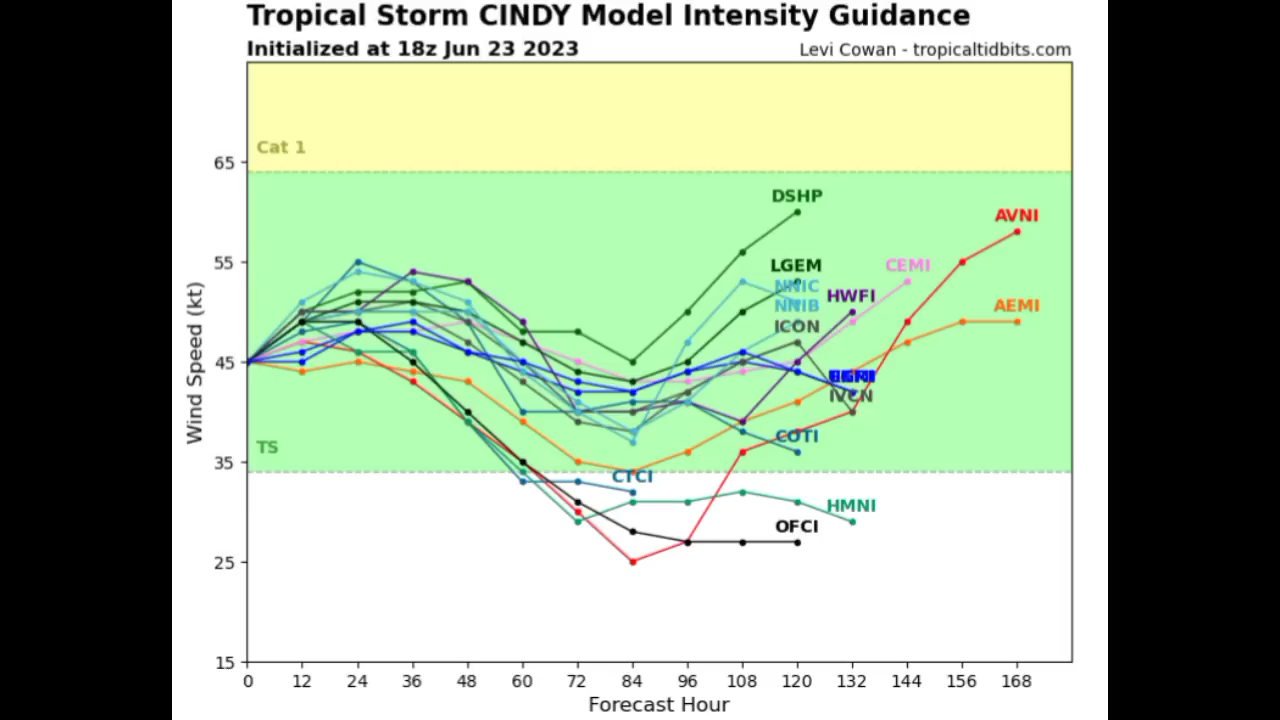 Tropical Storm CINDY Model Intensity Guidance
Initialized at 18z Jun 23 2023
Levi Cowan - tropicaltidbits.com
Cat 1
65
DSHP
AVNI
55
LGEM
CEMI
NNIC
HWFI
NNIB
AEMI
ICON
45
IVCN
Wind Speed (kt)
TS
COTI
35
CTCI
HMNI
OFCI
25
15
0 12 24 36 48 60 72 84 96 108 120 132 144 156 168
Forecast Hour